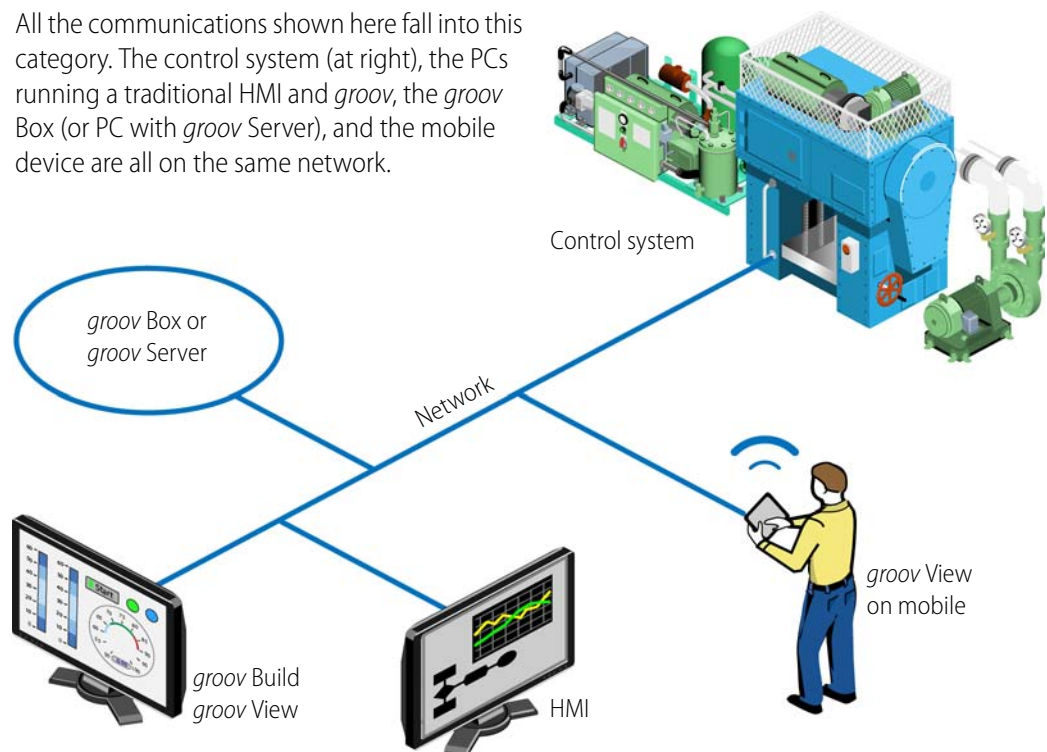 All the communications shown here fall into this
category. The control system (at right), the PCs
running a traditional HMI and groov, the groov
Box (or PC with groov Server), and the mobile
device are all on the same network.
Control system
groov Box or
groov Server
Network
groov View
on mobile
Start
groov Build
groov View
HMI